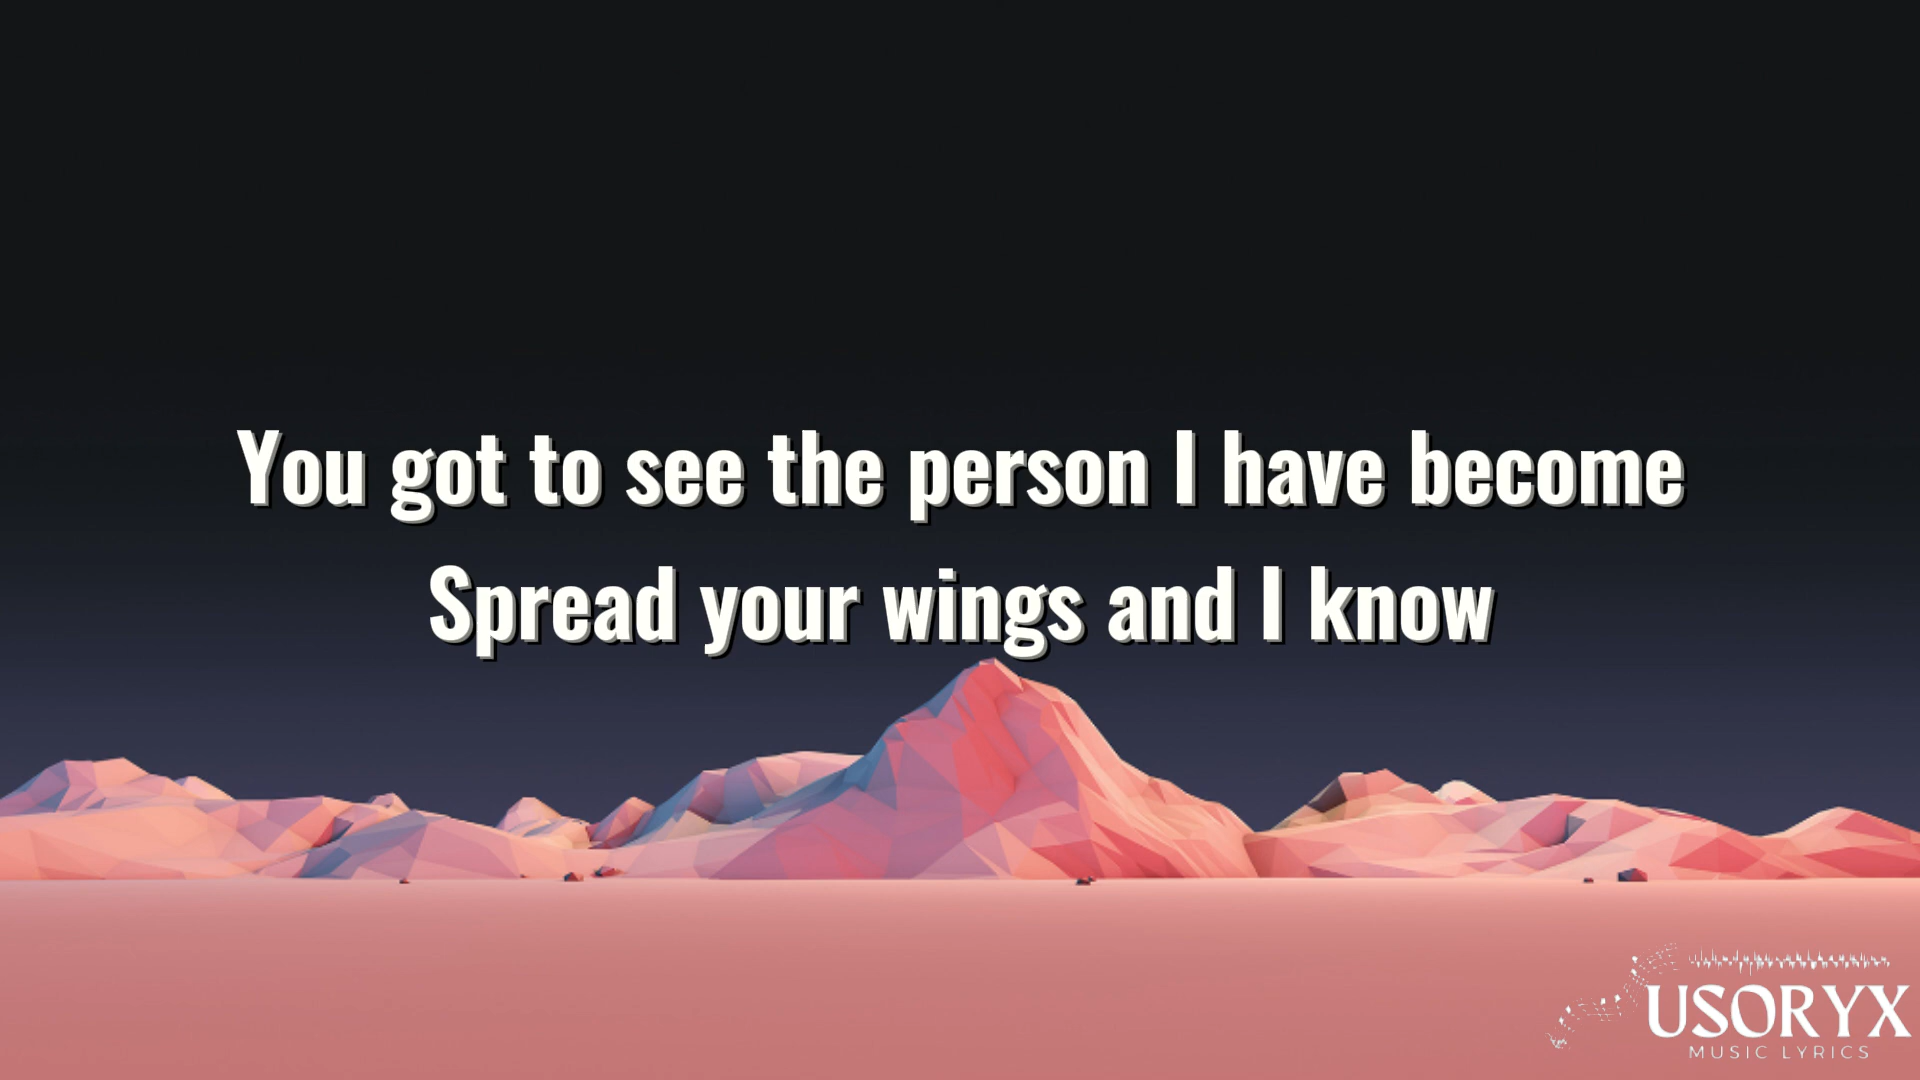 You got to see the person I have become
Spread your wings and I know
USORYX
MUSIC LYRICS